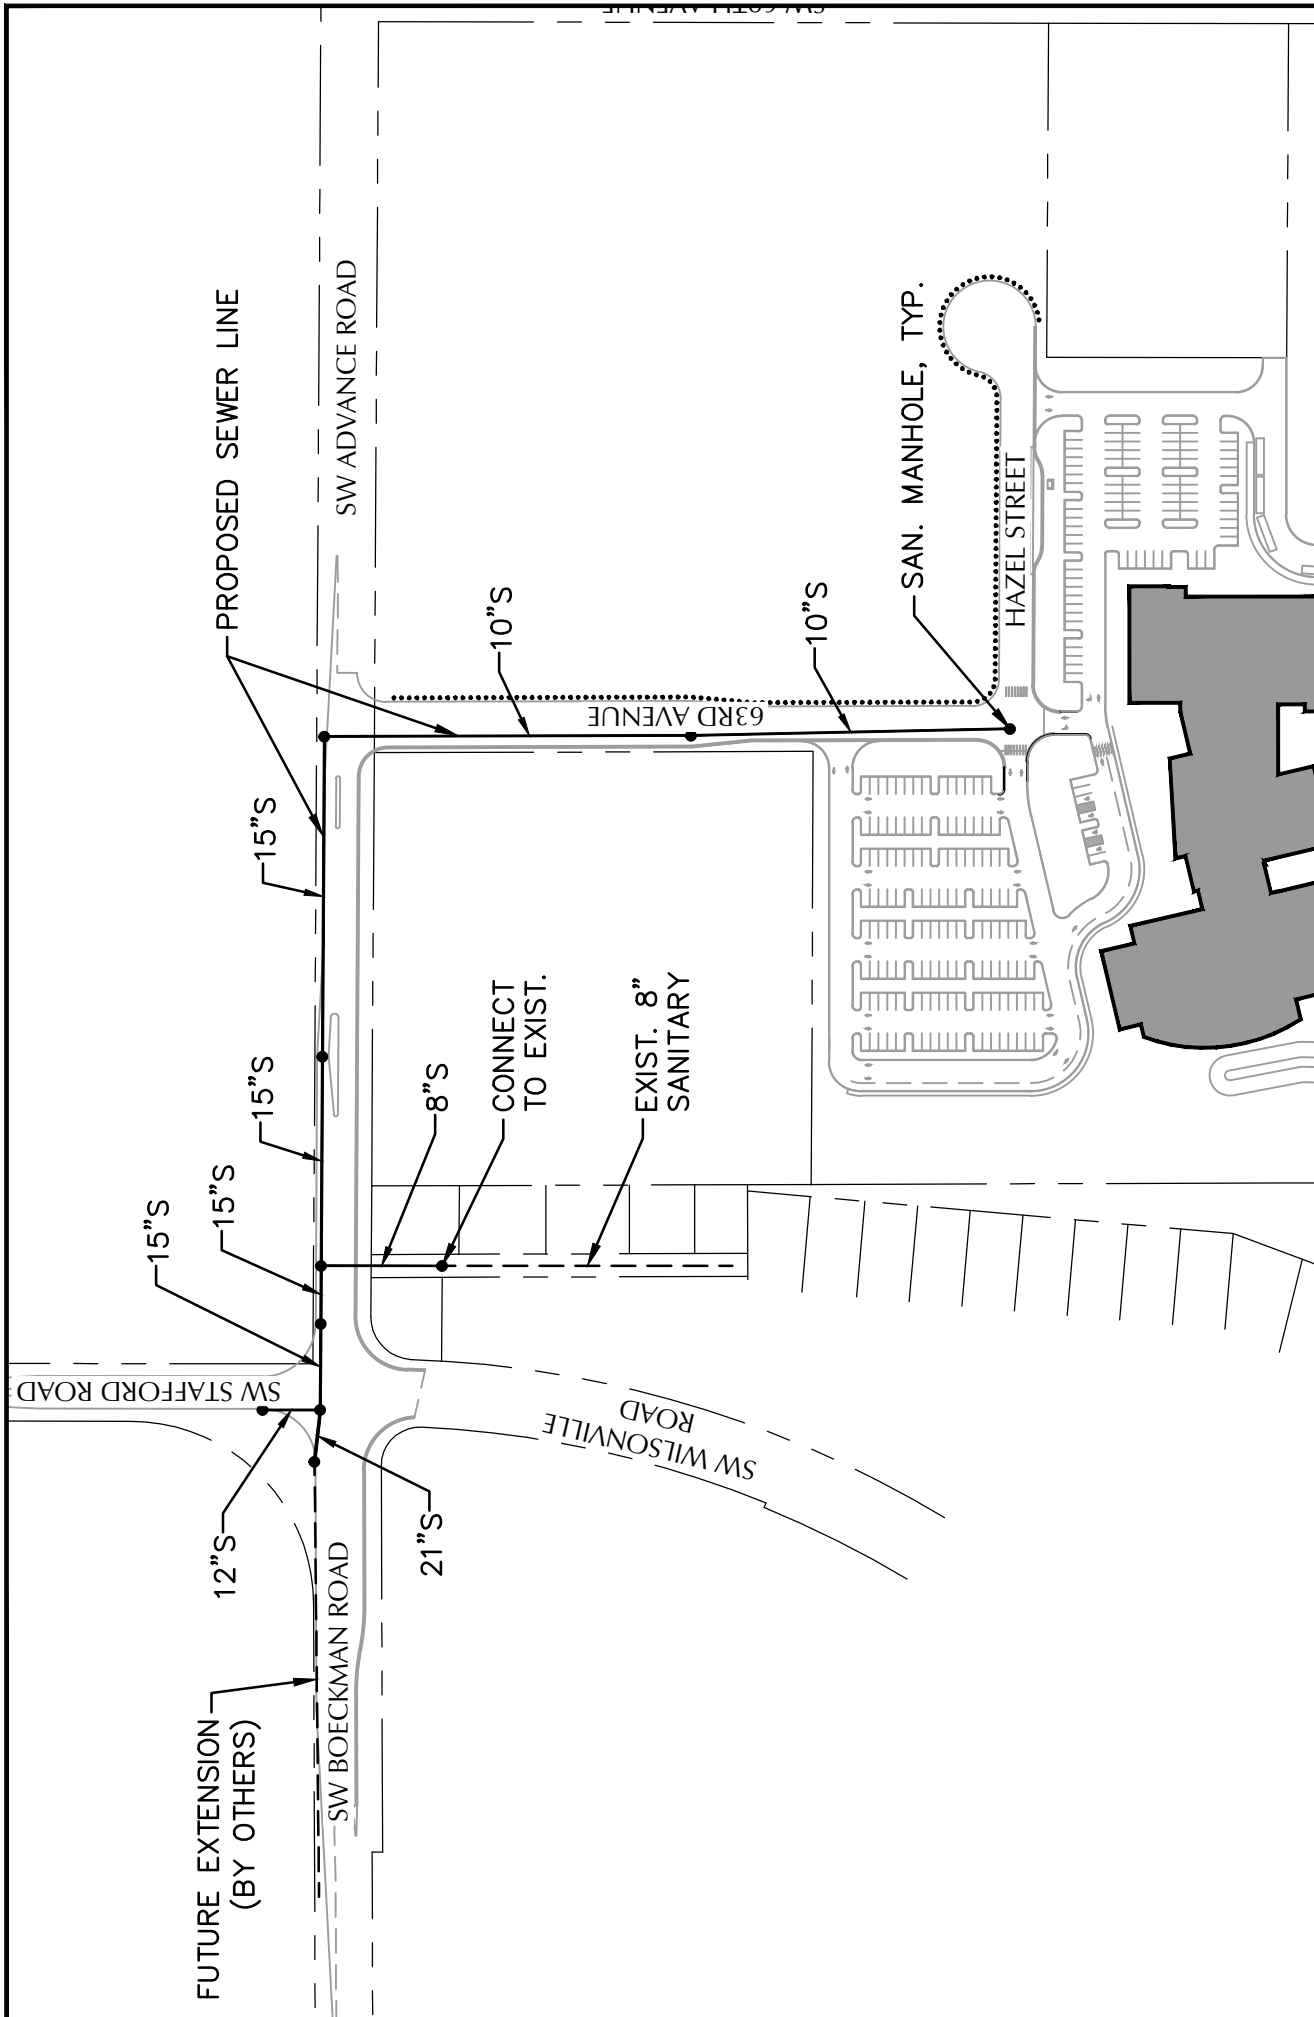 FUTURE EXTENSION
(BY OTHERS)
SW BOECKMAN ROAD
12"S
21"S
SW STAFFORD ROAD
SW WILSONVILLE
ROAD
15"S
15"S
15"S
15"S
8"S
CONNECT
TO EXIST.
EXIST. 8"
SANITARY
PROPOSED SEWER LINE
SW ADVANCE ROAD
10"S
10"S
63RD AVENUE
SAN. MANHOLE, TYP.
HAZEL STREET